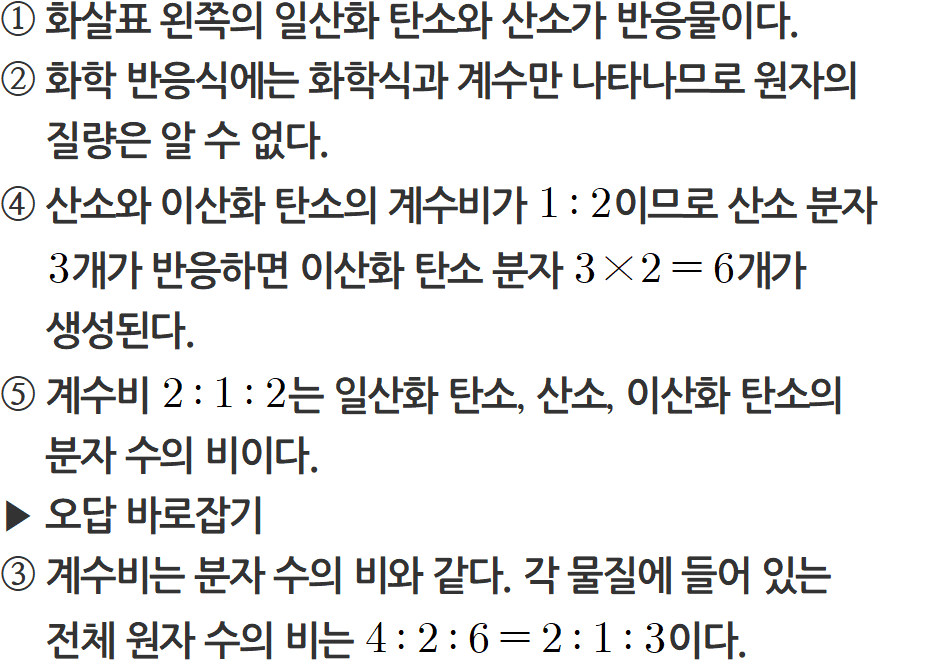 ① 화살표 왼쪽의 일산화 탄소와 산소가 반응물이다.
② 화학 반응식에는 화학식과 계수만 나타나므로 원자의
질량은 알 수 없다.
④ 산소와 이산화 탄소의 계수비가 1 : 2이므로 산소 분자
3개가 반응하면 이산화 탄소 분자 3×2=6개가
생성된다.
⑤ 계수비 2 : 1 : 2는 일산화 탄소, 산소, 이산화 탄소의
분자 수의 비이다.
▶ 오답 바로잡기
③ 계수비는 분자 수의 비와 같다. 각 물질에 들어 있는
전체 원자 수의 비는 4 : 2 : 6=2 : 1 : 3이다.